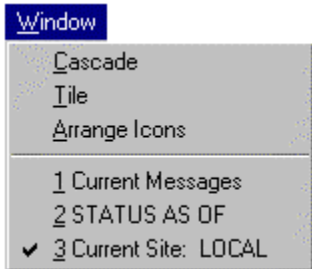 Window
Cascade
Tile
Arrange Icons
1 Current Messages
2 STATUS AS OF
3 Current Site: LOCAL